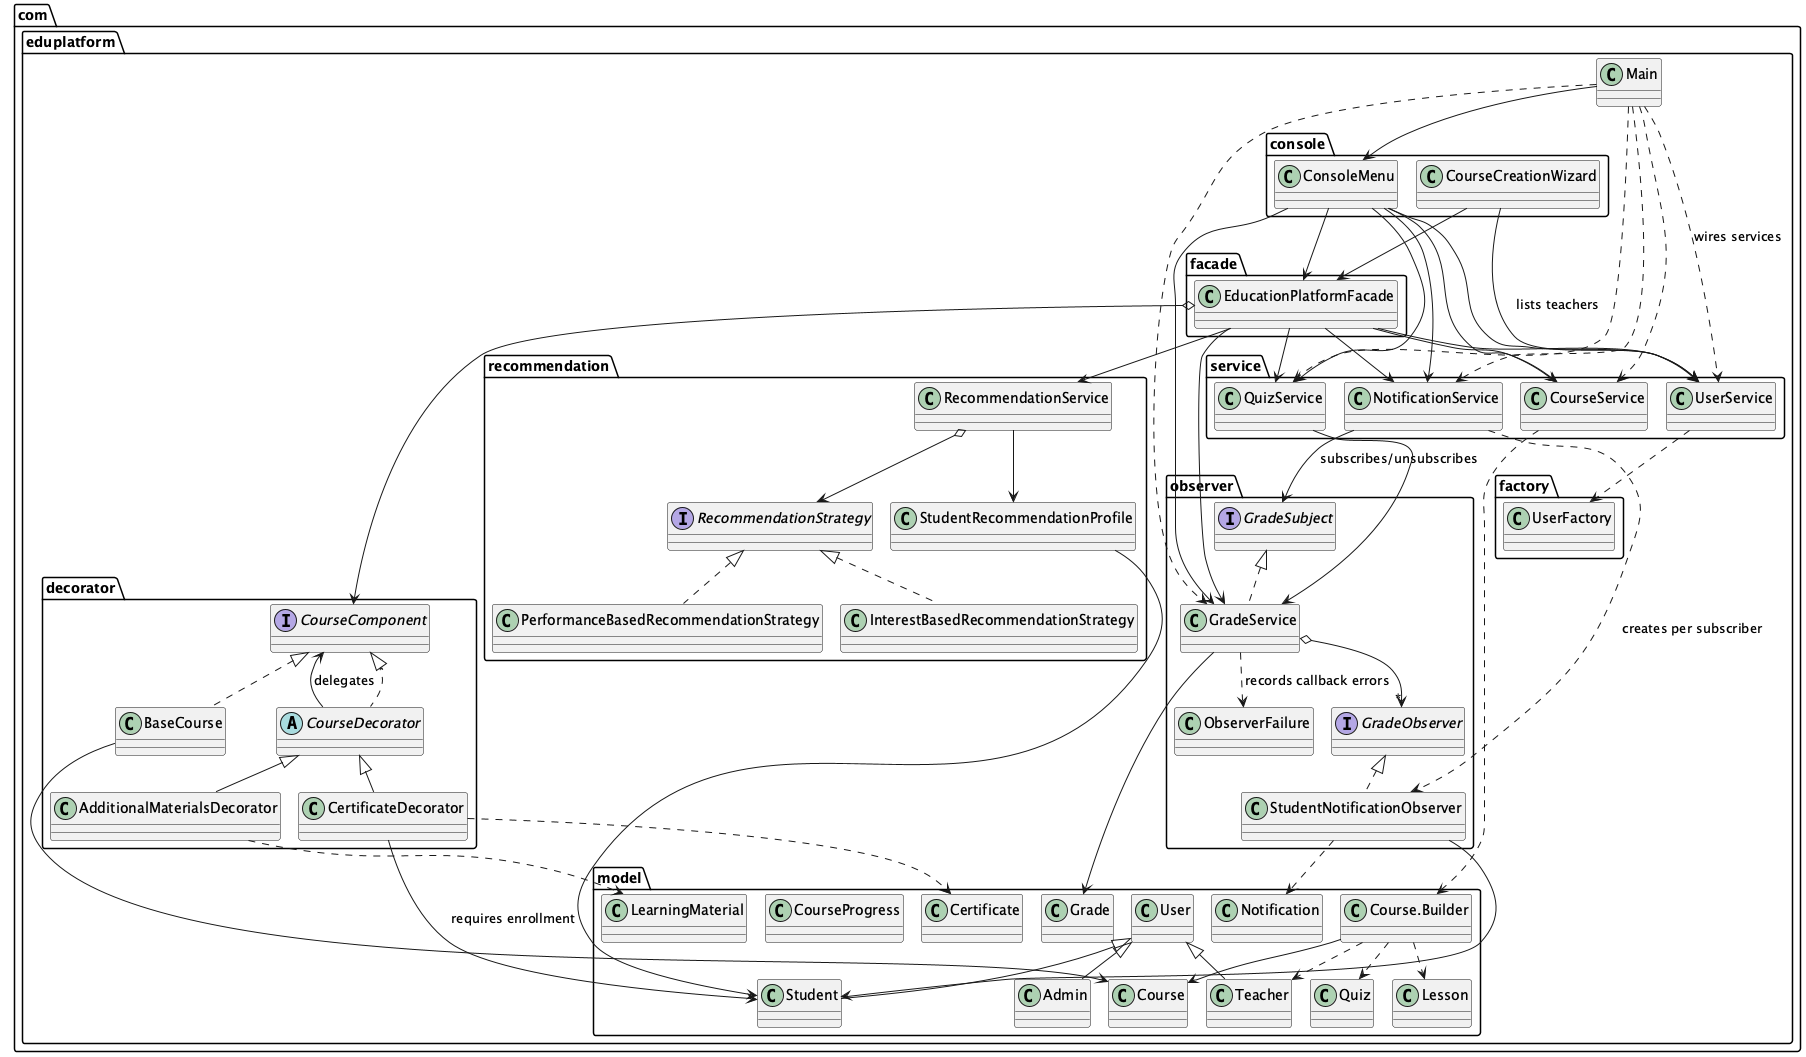 com
eduplatform
Main
console
ConsoleMenu
CourseCreationWizard
wires services
facade
EducationPlatformFacade
lists teachers
recommendation
RecommendationService
service
QuizService
NotificationService
CourseService
UserService
subscribes/unsubscribes
RecommendationStrategy
StudentRecommendationProfile
observer
GradeSubject
factory
UserFactory
decorator
CourseComponent
PerformanceBasedRecommendationStrategy
InterestBasedRecommendationStrategy
GradeService
creates per subscriber
delegates
records callback errors
*
BaseCourse
CourseDecorator
ObserverFailure
GradeObserver
AdditionalMaterialsDecorator
CertificateDecorator
StudentNotificationObserver
model
LearningMaterial
CourseProgress
Certificate
Grade
User
Notification
Course.Builder
requires enrollment
Student
Admin
Course
Teacher
Quiz
Lesson